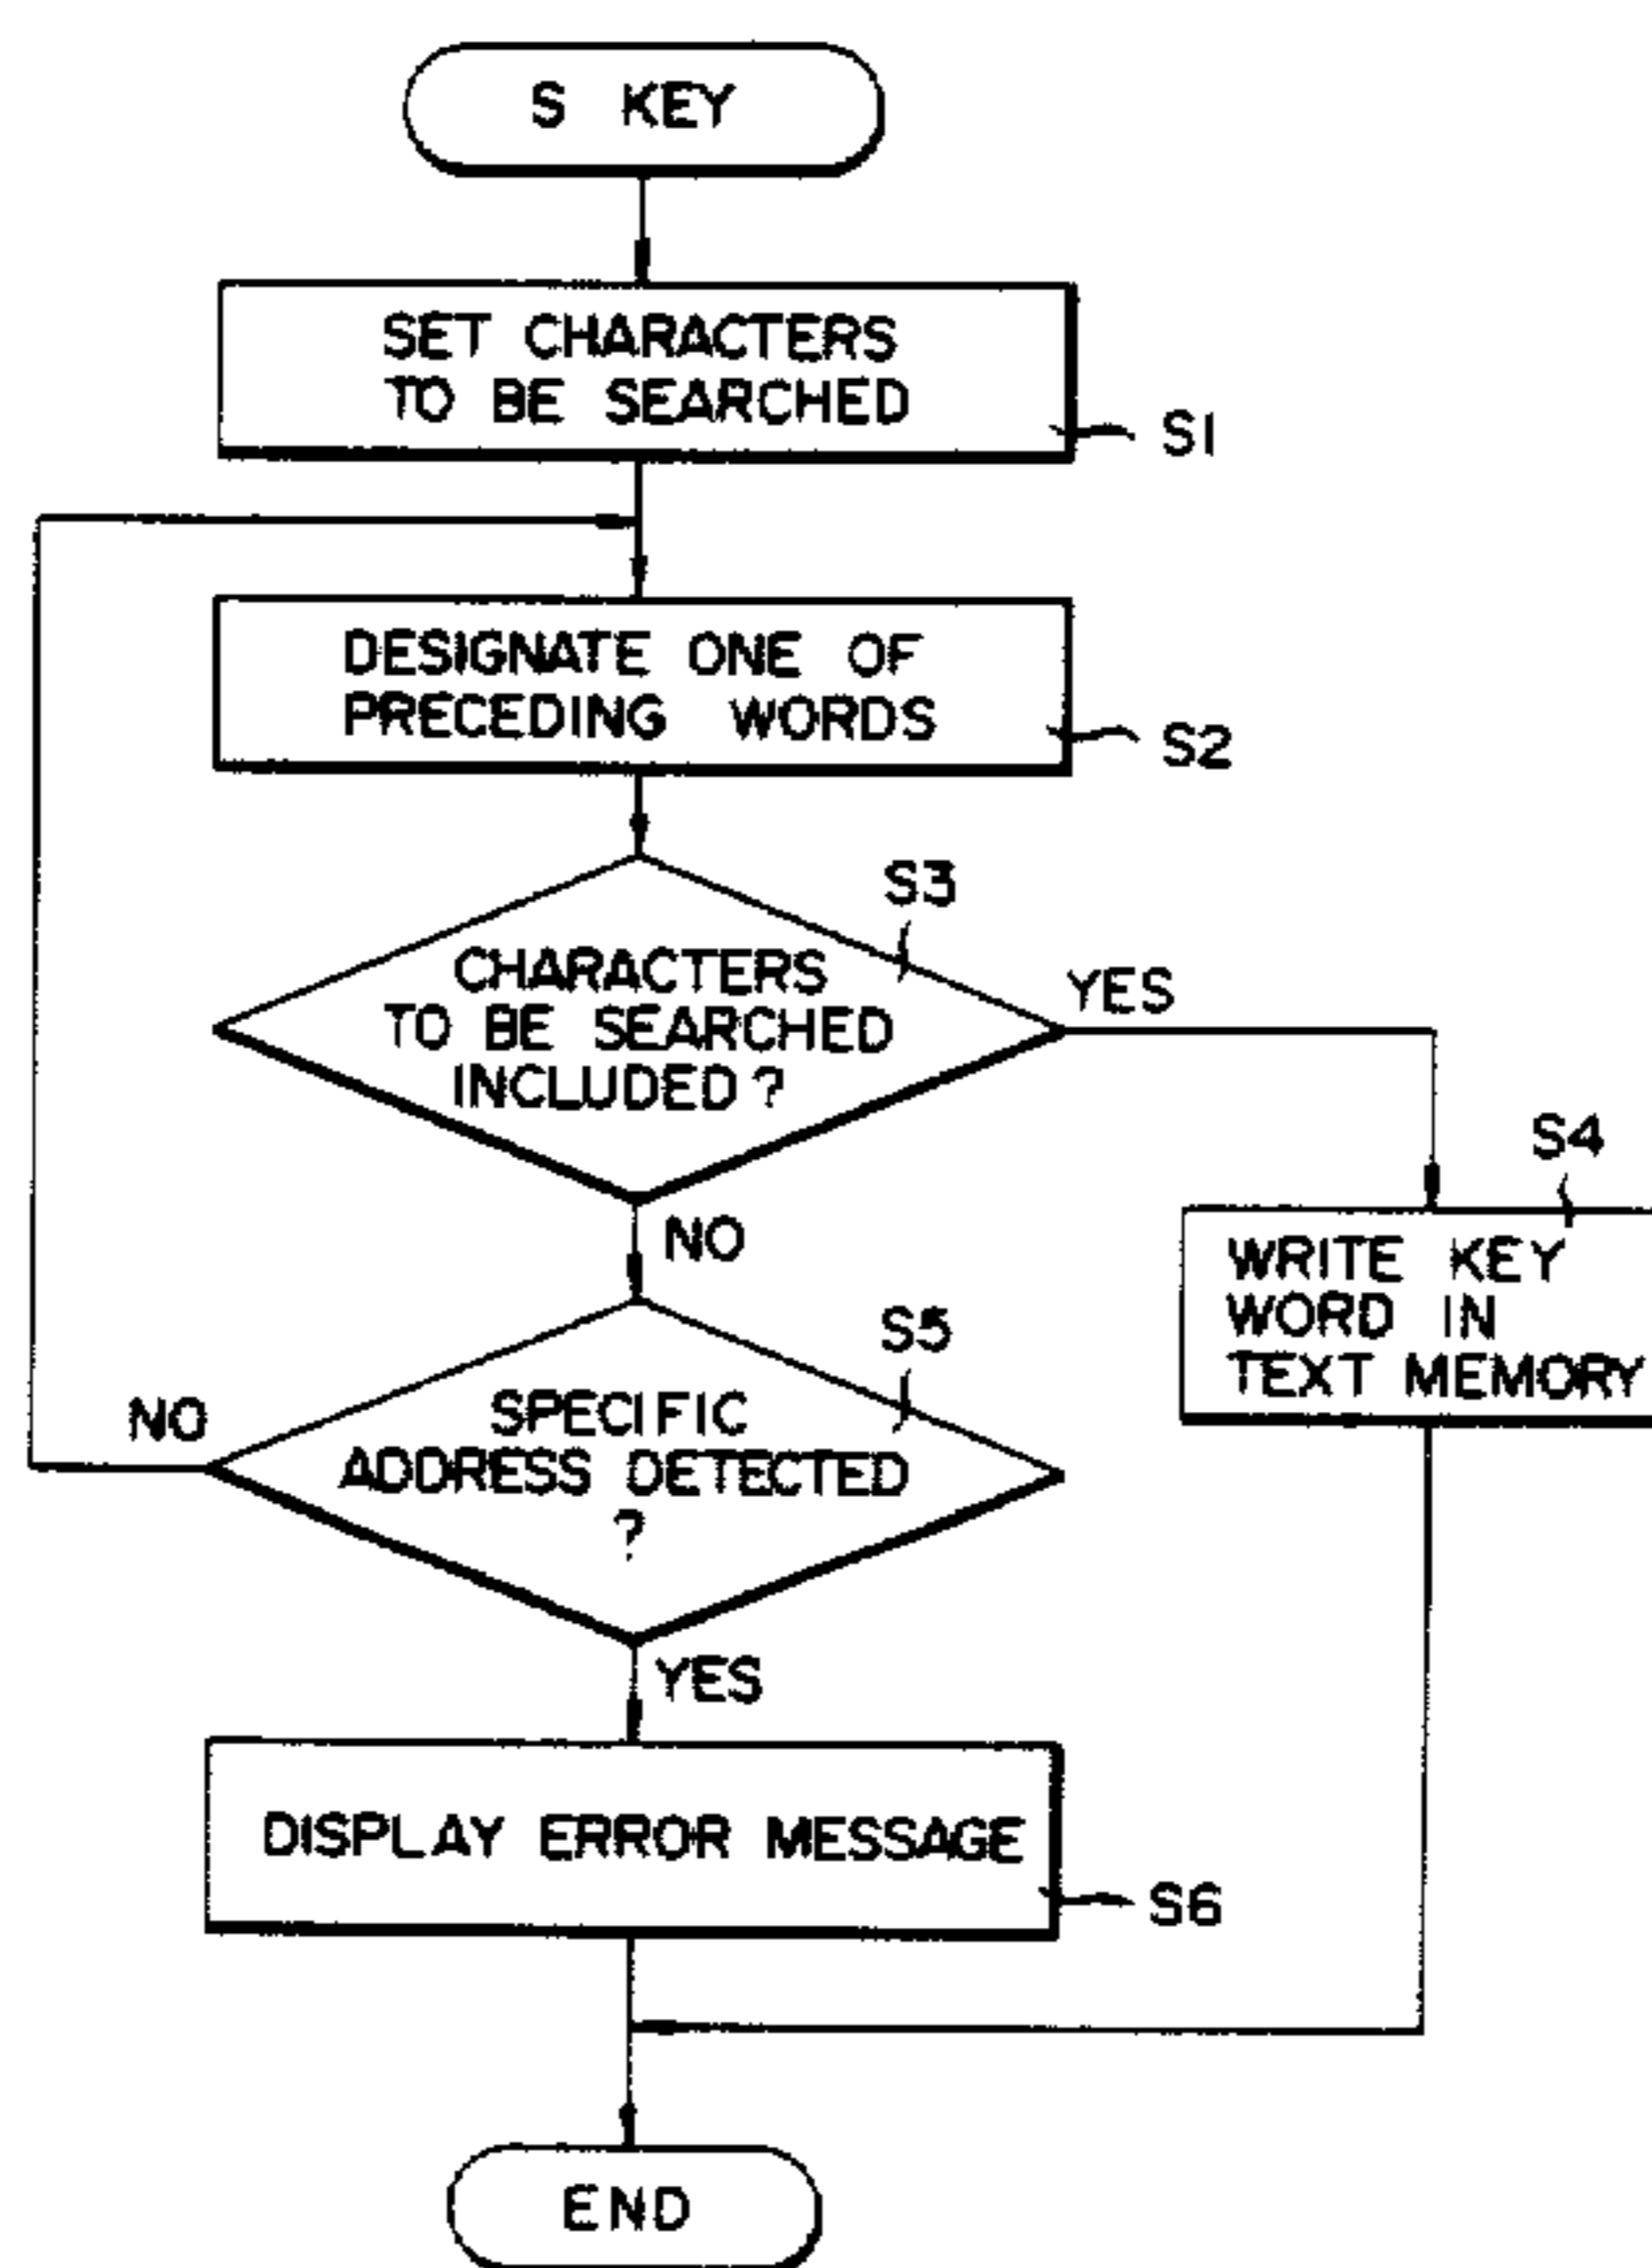 S KEY
SET CHARACTERS
TO BE SEARCHED
S1
DESIGNATE ONE OF
PRECEDING WORDS
S2
S3
CHARACTERS
TO BE SEARCHED
INCLUDED?
YES
NO
S4
WRITE KEY
WORD IN
TEXT MEMORY
S5
SPECIFIC
ADDRESS DETECTED
?
NO
YES
DISPLAY ERROR MESSAGE
S6
END